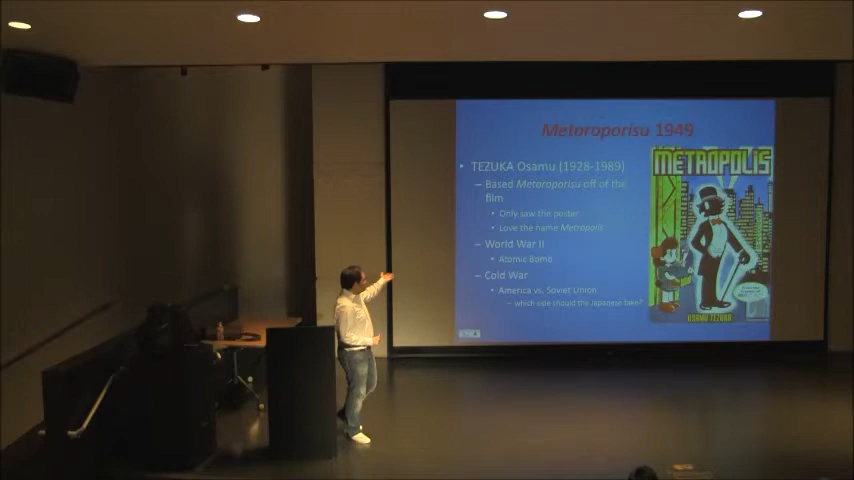 Metoroporisu 1949
• TEZUKA Osamu (1928-1989)
– Based Metoroporisu off of the
film
• Only saw the poster
• Love the name Metropolis
– World War II
• Atomic Bomb
– Cold War
• America vs. Soviet Union
– which side should the Japanese take?
METROPOLIS
OSAMU TEZUKA